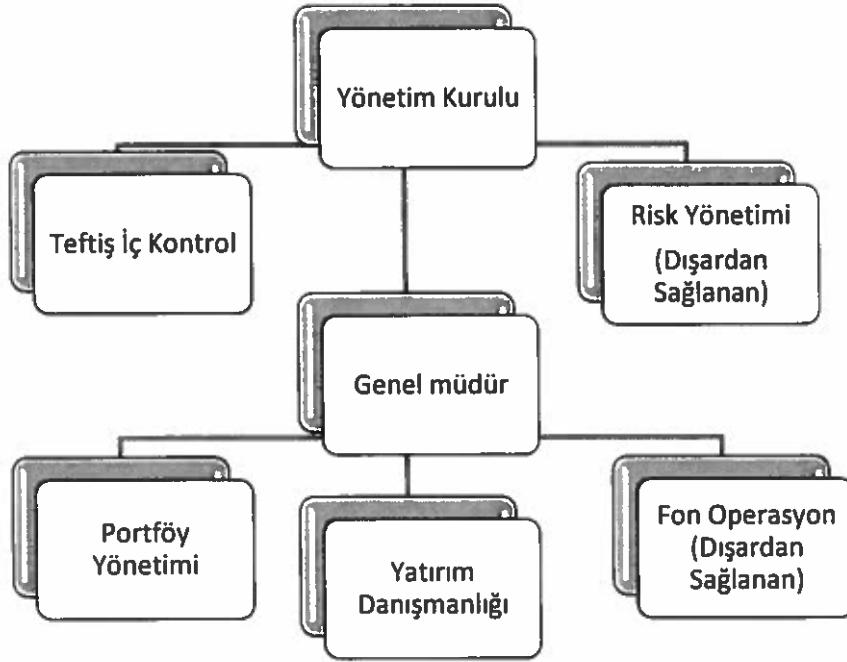 Yönetim Kurulu
Teftiş İç Kontrol
Risk Yönetimi
(Dışardan
Sağlanan)
Genel müdür
Portföy
Yönetimi
Yatırım
Danışmanlığı
Fon Operasyon
(Dışardan
Sağlanan)